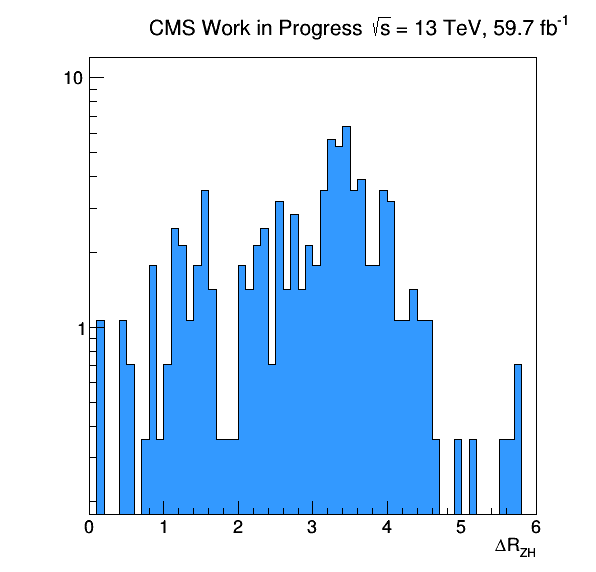 CMS Work in Progress √s = 13 TeV, 59.7 fb⁻¹
10
1
0 1 2 3 4 5 6
ΔR_ZH